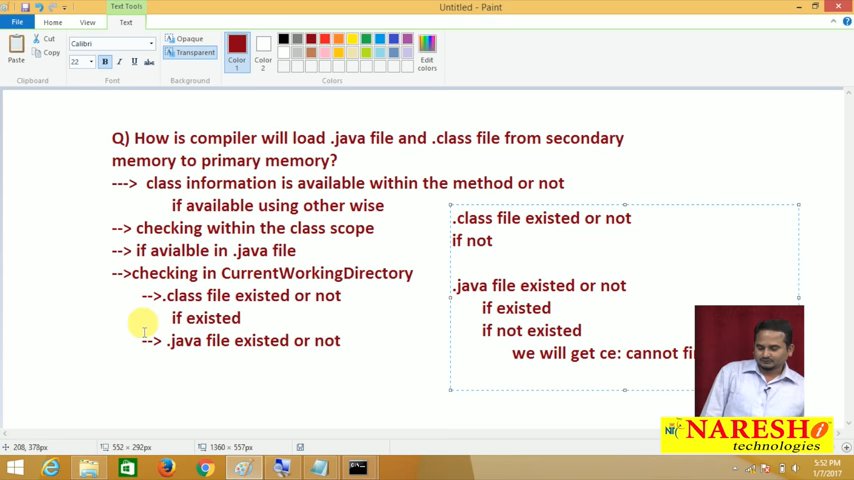 Text Tools
Untitled - Paint
File
Home
View
Text
Paste
Cut
Copy
Clipboard
Calibri
22
B
I
U
abc
Font
Opaque
Transparent
Background
Color
1
Color
2
Edit
colors
Colors
Q) How is compiler will load .java file and .class file from secondary
memory to primary memory?
---> class information is available within the method or not
if available using other wise
--> checking within the class scope
--> if avialble in .java file
-->checking in CurrentWorkingDirectory
-->.class file existed or not
if existed
--> .java file existed or not
.class file existed or not
if not
.java file existed or not
if existed
if not existed
we will get ce: cannot
NARESH i
technologies
208, 378px
552 × 292px
1360 × 557px
5:52 PM
1/7/2017